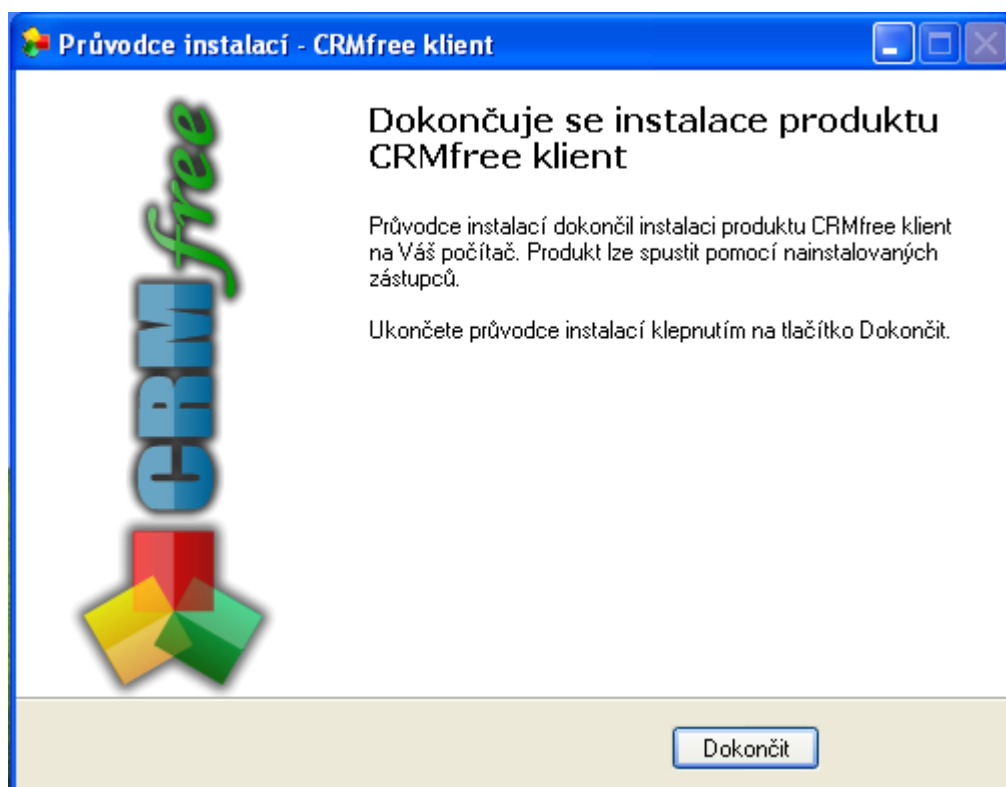 Průvodce instalací - CRMfree klient
CRMfree
Dokončuje se instalace produktu
CRMfree klient
Průvodce instalací dokončil instalaci produktu CRMfree klient
na Váš počítač. Produkt lze spustit pomocí nainstalovaných
zástupců.
Ukončete průvodce instalací klepnutím na tlačítko Dokončit.
Dokončit